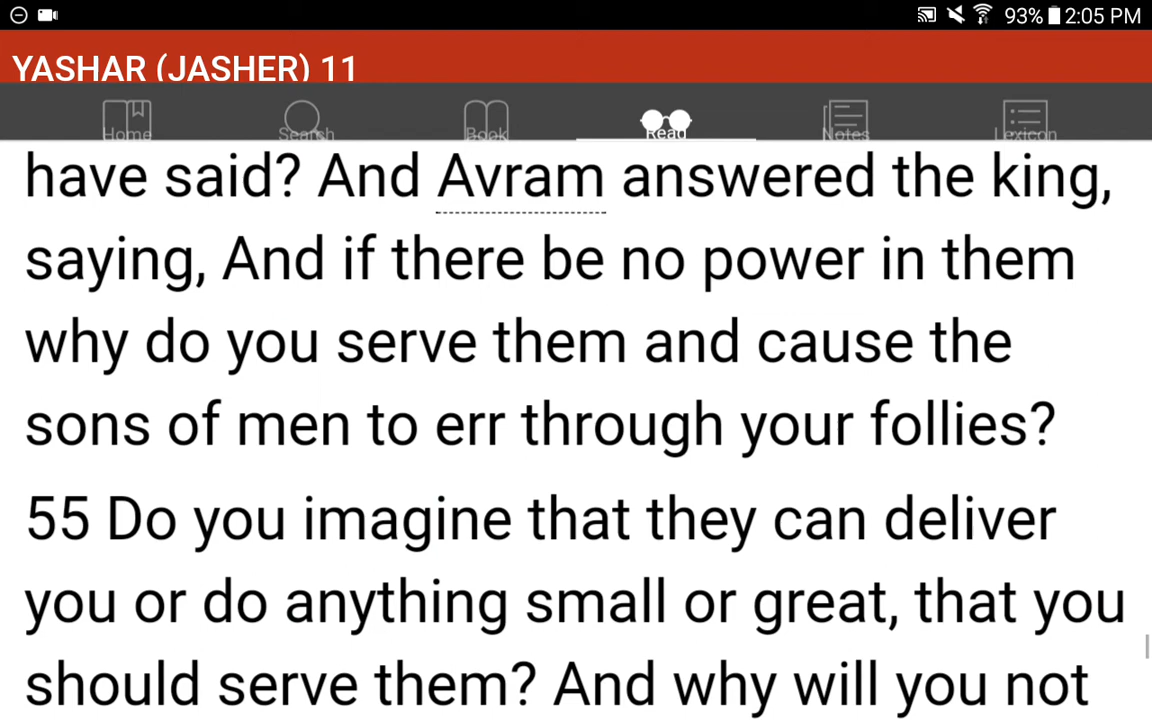 93% 2:05 PM
YASHAR (JASHER) 11
Home Search Book Read Notes Lexicon
have said? And Avram answered the king,
saying, And if there be no power in them
why do you serve them and cause the
sons of men to err through your follies?
55 Do you imagine that they can deliver
you or do anything small or great, that you
should serve them? And why will you not